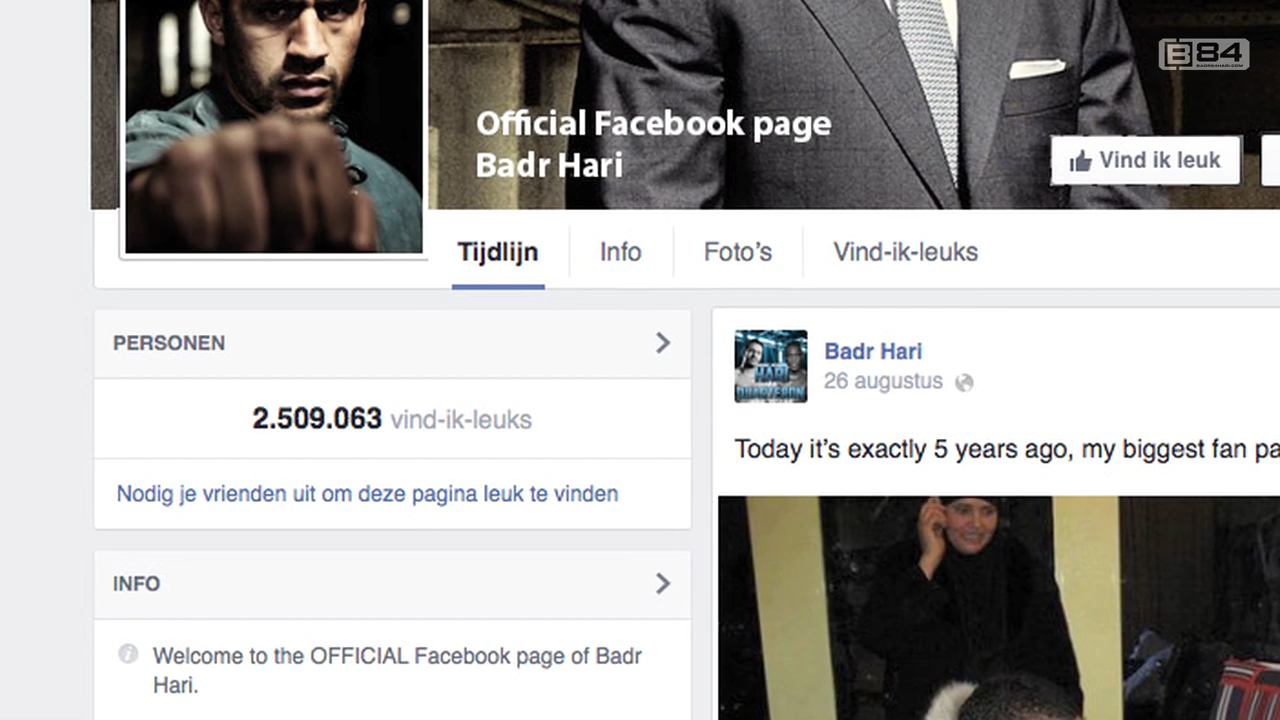 B84
Official Facebook page
Badr Hari
Vind ik leuk
Tijdlijn
Info
Foto's
Vind-ik-leuks
PERSONEN
2.509.063 vind-ik-leuks
Nodig je vrienden uit om deze pagina leuk te vinden
INFO
Welcome to the OFFICIAL Facebook page of Badr
Hari.
HARI
Badr Hari
26 augustus
Today it's exactly 5 years ago, my biggest fan pa